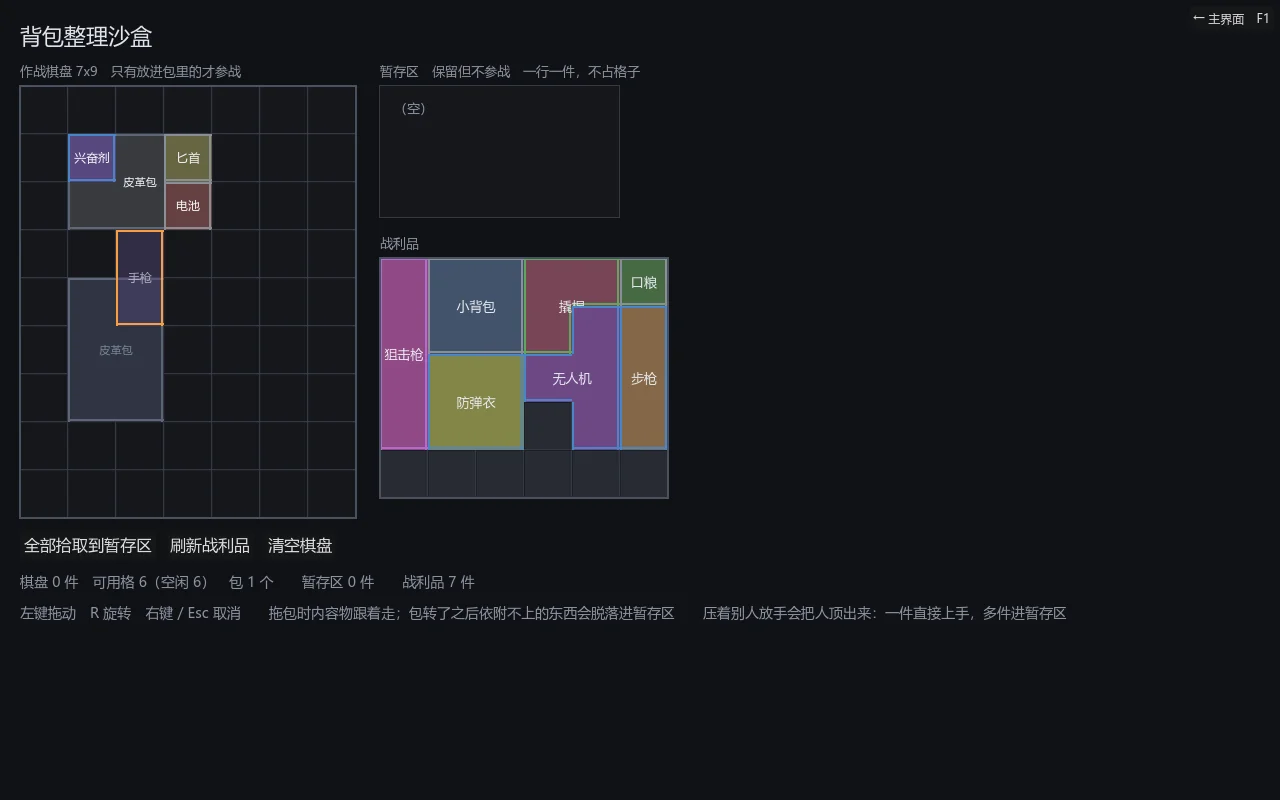 ← 主界面 F1
背包整理沙盒
作战棋盘 7x9 只有放进包里的才参战
暂存区 保留但不参战 一行一件，不占格子
（空）
兴奋剂
皮革包
匕首
电池
手枪
皮革包
战利品
狙击枪
小背包
撬棍
口粮
防弹衣
无人机
步枪
全部拾取到暂存区 刷新战利品 清空棋盘
棋盘 0 件 可用格 6（空闲 6） 包 1 个 暂存区 0 件 战利品 7 件
左键拖动 R 旋转 右键 / Esc 取消 拖包时内容物跟着走；包转了之后依附不上的东西会脱落进暂存区 压着别人放手会把人顶出来：一件直接上手，多件进暂存区